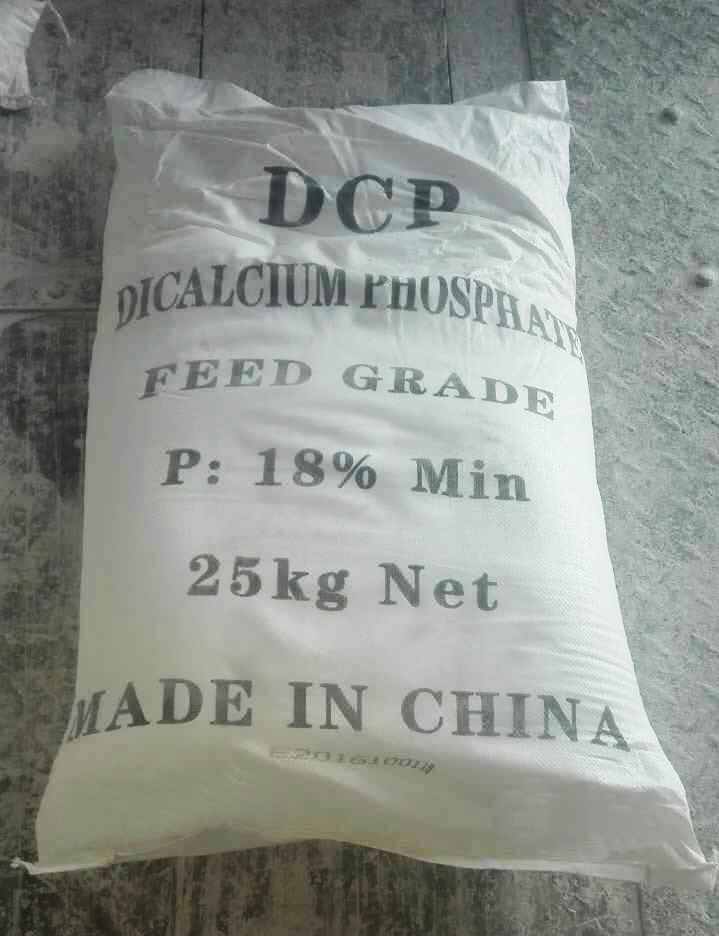 DCP
DICALCIUM PHOSPHATE
FEED GRADE
P: 18% Min
25kg Net
MADE IN CHINA